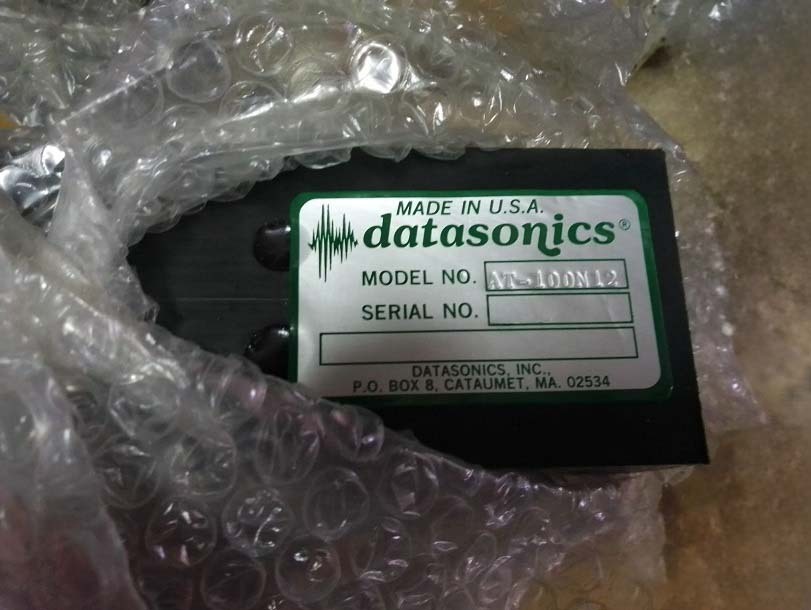 MADE IN U.S.A.
datasonics®
MODEL NO. AT-100N12
SERIAL NO.
DATASONICS, INC.,
P.O. BOX 8, CATAUMET, MA. 02534